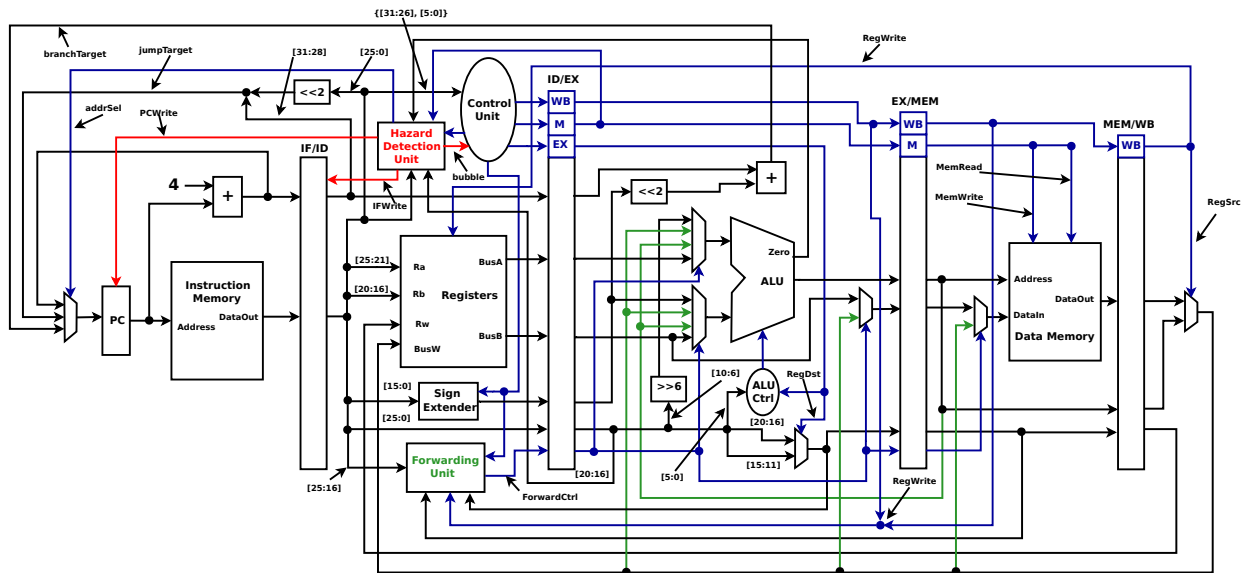 {[31:26], [5:0]}
branchTarget
jumpTarget
[31:28]
[25:0]
RegWrite
ID/EX
<<2
Control
Unit
WB
M
EX
EX/MEM
WB
M
MEM/WB
WB
addrSel
PCWrite
Hazard
Detection
Unit
bubble
IFWrite
IF/ID
4
+
<<2
+
MemRead
MemWrite
RegSrc
[25:21]
[20:16]
Ra
Rb
Rw
BusW
BusA
BusB
Registers
Zero
ALU
Instruction
Memory
DataOut
Address
PC
Address
DataOut
DataIn
Data Memory
[15:0]
Sign
Extender
[25:0]
>>6
[10:6]
ALU
Ctrl
RegDst
[20:16]
Forwarding
Unit
[25:16]
ForwardCtrl
[20:16]
[5:0]
[15:11]
RegWrite